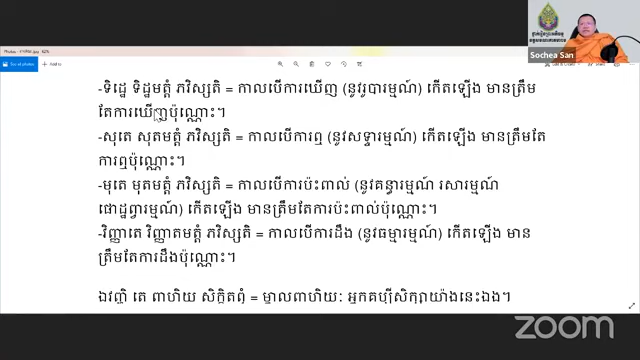 Sochea San
See all photos
Add to
-ទិដ្ឋេ ទិដ្ឋមត្តំ ភវិស្សតិ = កាលបើការឃើញ (នូវរូបារម្មណ៍) កើតឡើង មានត្រឹម
តែការឃើញប៉ុណ្ណោះ។
-សុតេ សុតមត្តំ ភវិស្សតិ = កាលបើការឮ (នូវសទ្ទារម្មណ៍) កើតឡើង មានត្រឹមតែ
ការឮប៉ុណ្ណោះ។
-មុតេ មុតមត្តំ ភវិស្សតិ = កាលបើការប៉ះពាល់ (នូវគន្ធារម្មណ៍ រសារម្មណ៍
ផោដ្ឋព្វារម្មណ៍) កើតឡើង មានត្រឹមតែការប៉ះពាល់ប៉ុណ្ណោះ។
-វិញ្ញាតេ វិញ្ញាតមត្តំ ភវិស្សតិ = កាលបើការដឹង (នូវធម្មារម្មណ៍) កើតឡើង មាន
ត្រឹមតែការដឹងប៉ុណ្ណោះ។
ឯវញ្ហិ តេ ពាហិយ សិក្ខិតព្ពំ = ម្នាលពាហិយៈ អ្នកគប្បីសិក្សាយ៉ាងនេះឯង។
zoom